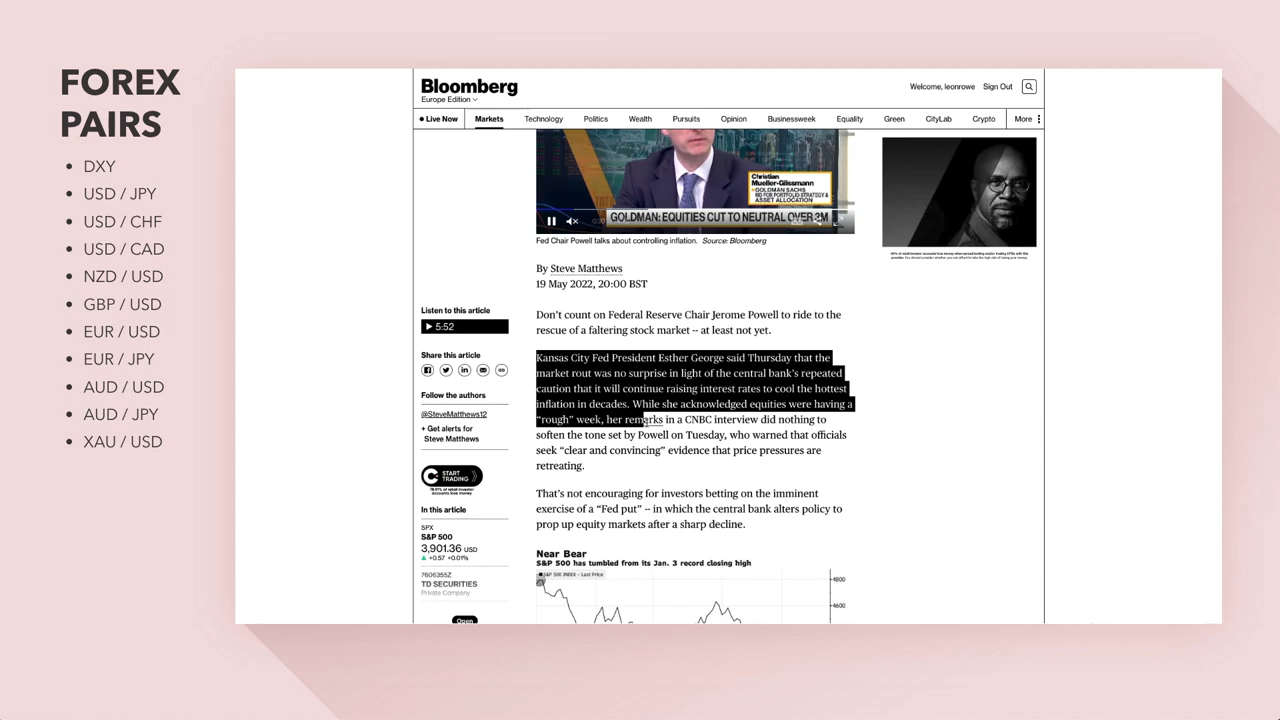 FOREX
PAIRS
DXY
USD / JPY
USD / CHF
USD / CAD
NZD / USD
GBP / USD
EUR / USD
EUR / JPY
AUD / USD
AUD / JPY
XAU / USD
Bloomberg
Europe Edition
Welcome, leonrowe Sign Out
Live Now Markets Technology Politics Wealth Pursuits Opinion Businessweek Equality Green CityLab Crypto More
Christian
Mueller-Glissmann
GOLDMAN SACHS
MD FOR PORTFOLIO STRATEGY &
ASSET ALLOCATION
GOLDMAN: EQUITIES CUT TO NEUTRAL OVER 3M
Fed Chair Powell talks about controlling inflation. Source: Bloomberg
By Steve Matthews
19 May 2022, 20:00 BST
Listen to this article
5:52
Share this article
Follow the authors
@SteveMatthews12
+ Get alerts for
Steve Matthews
START
TRADING
In this article
SPX
S&P 500
3,901.36 USD
+0.57 +0.01%
7606355Z
TD SECURITIES
Private Company
Open
Don't count on Federal Reserve Chair Jerome Powell to ride to the
rescue of a faltering stock market -- at least not yet.
Kansas City Fed President Esther George said Thursday that the
market rout was no surprise in light of the central bank's repeated
caution that it will continue raising interest rates to cool the hottest
inflation in decades. While she acknowledged equities were having a
“rough” week, her remarks in a CNBC interview did nothing to
soften the tone set by Powell on Tuesday, who warned that officials
seek “clear and convincing” evidence that price pressures are
retreating.
That's not encouraging for investors betting on the imminent
exercise of a “Fed put” -- in which the central bank alters policy to
prop up equity markets after a sharp decline.
Near Bear
S&P 500 has tumbled from its Jan. 3 record closing high
S&P 500 INDEX - Last Price
4800
4600